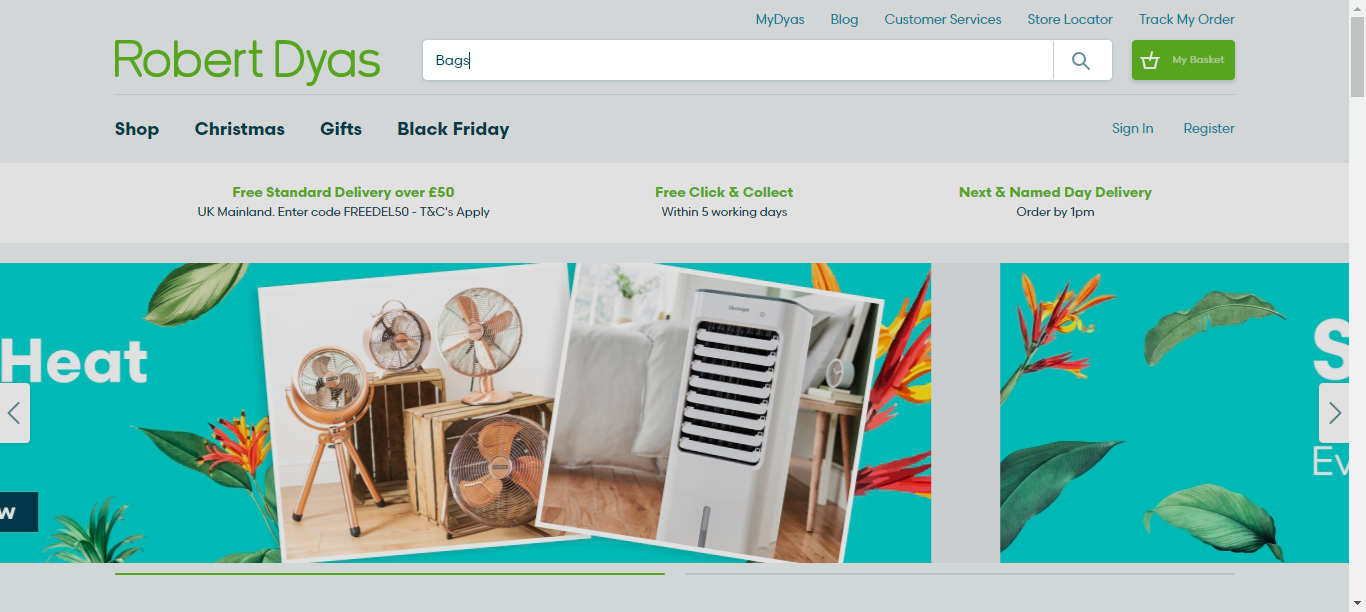 MyDyas Blog Customer Services Store Locator Track My Order
Robert Dyas
Bags
My Basket
Shop Christmas Gifts Black Friday
Sign In Register
Free Standard Delivery over £50
UK Mainland. Enter code FREEDEL50 - T&C's Apply
Free Click & Collect
Within 5 working days
Next & Named Day Delivery
Order by 1pm
Heat
S
Ev
w